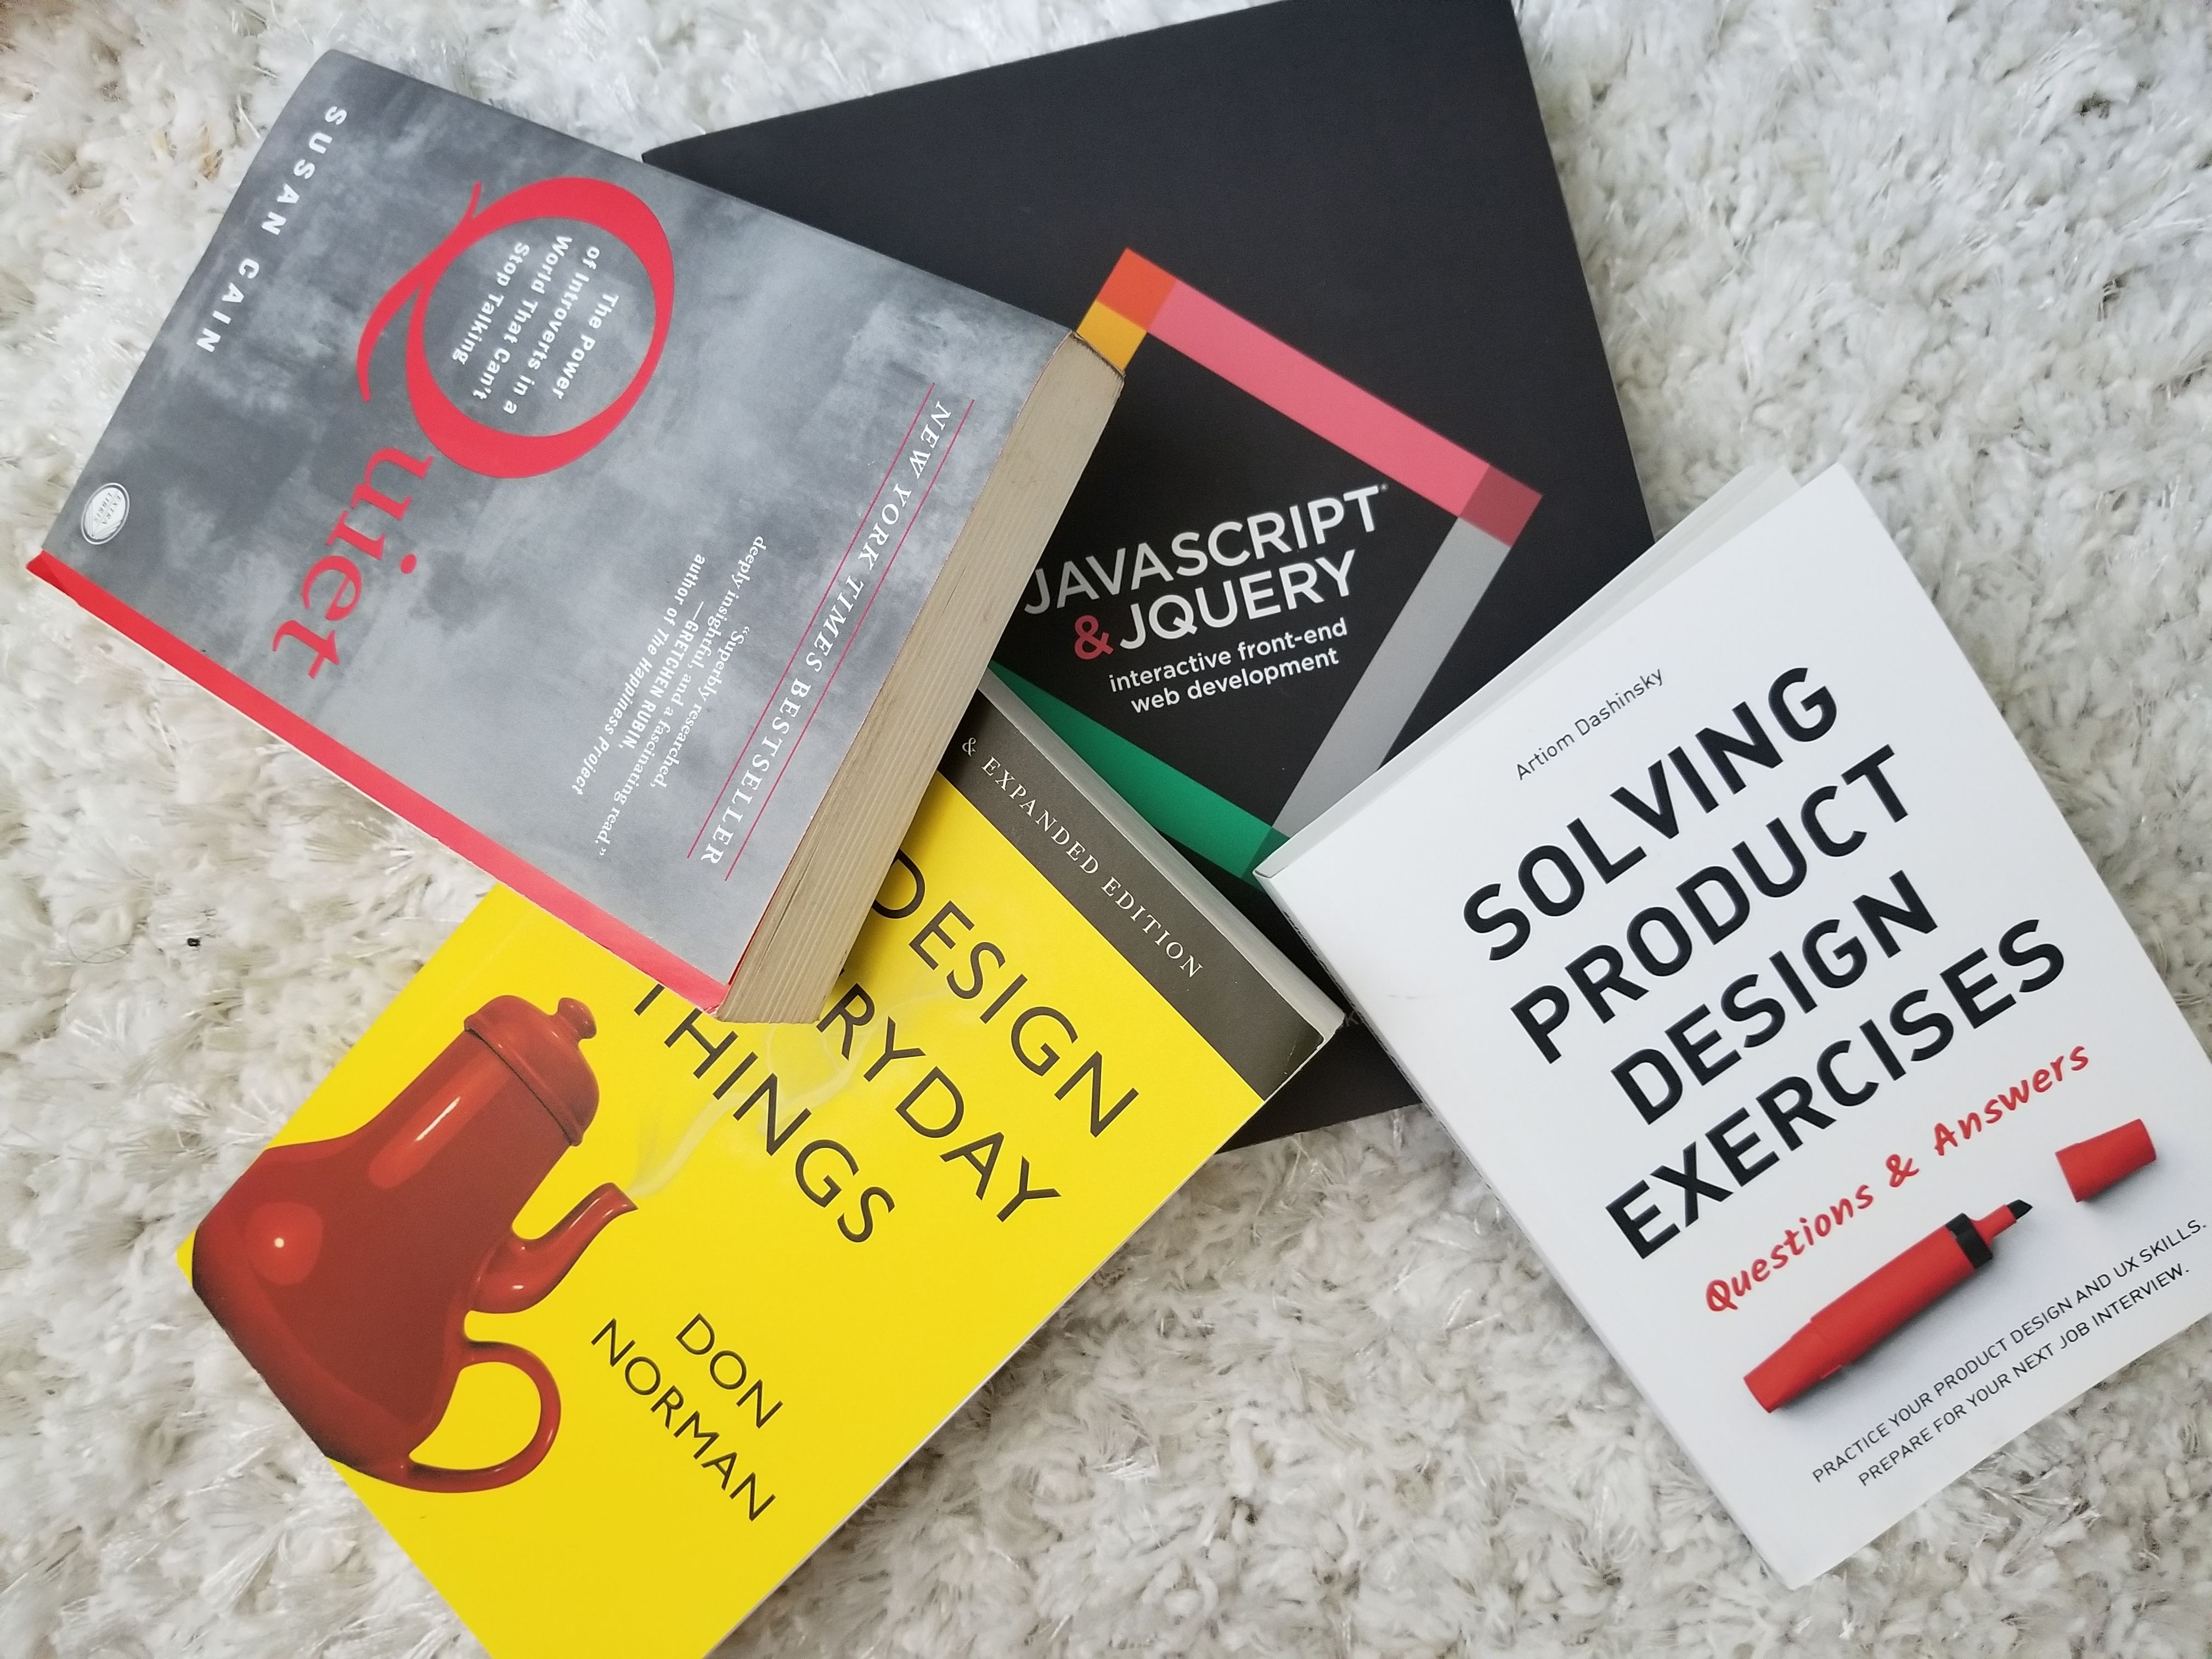 SUSAN CAIN
Quiet
The Power
of Introverts in a
World That Can't
Stop Talking
NEW YORK TIMES BESTSELLER
"Superbly researched,
deeply insightful, and a fascinating read."
—GRETCHEN RUBIN,
author of The Happiness Project
JAVASCRIPT
& JQUERY
interactive front-end
web development
& EXPANDED EDITION
DESIGN
RYDAY
THINGS
DON
NORMAN
Artiom Dashinsky
SOLVING
PRODUCT
DESIGN
EXERCISES
Questions & Answers
PRACTICE YOUR PRODUCT DESIGN AND UX SKILLS.
PREPARE FOR YOUR NEXT JOB INTERVIEW.